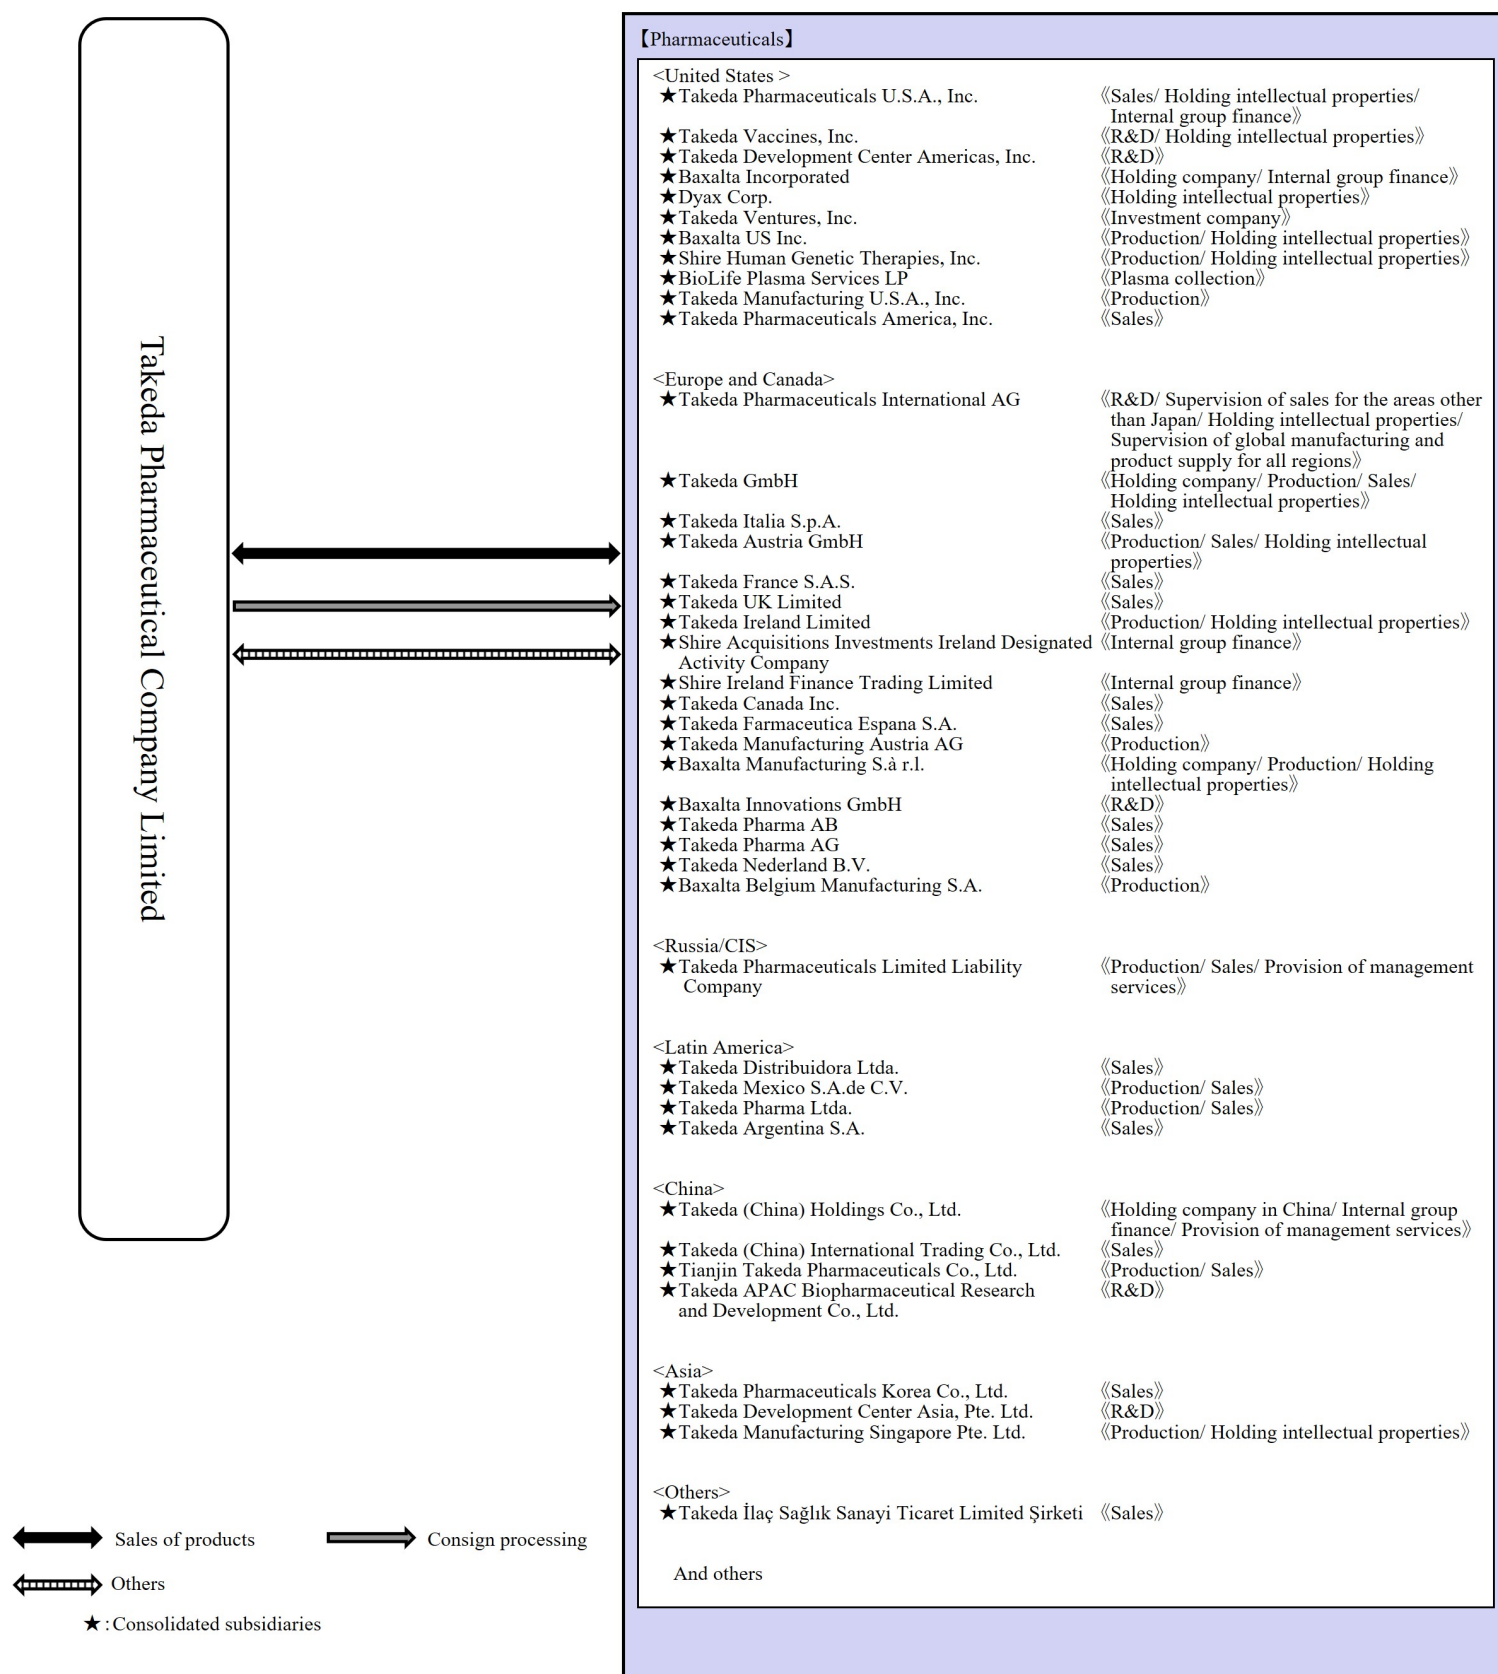 Takeda Pharmaceutical Company Limited
【Pharmaceuticals】
<United States >
★Takeda Pharmaceuticals U.S.A., Inc. 《Sales/ Holding intellectual properties/
Internal group finance》
★Takeda Vaccines, Inc. 《R&D/ Holding intellectual properties》
★Takeda Development Center Americas, Inc. 《R&D》
★Baxalta Incorporated 《Holding company/ Internal group finance》
★Dyax Corp. 《Holding intellectual properties》
★Takeda Ventures, Inc. 《Investment company》
★Baxalta US Inc. 《Production/ Holding intellectual properties》
★Shire Human Genetic Therapies, Inc. 《Production/ Holding intellectual properties》
★BioLife Plasma Services LP 《Plasma collection》
★Takeda Manufacturing U.S.A., Inc. 《Production》
★Takeda Pharmaceuticals America, Inc. 《Sales》
<Europe and Canada>
★Takeda Pharmaceuticals International AG 《R&D/ Supervision of sales for the areas other
than Japan/ Holding intellectual properties/
Supervision of global manufacturing and
product supply for all regions》
★Takeda GmbH 《Holding company/ Production/ Sales/
Holding intellectual properties》
★Takeda Italia S.p.A. 《Sales》
★Takeda Austria GmbH 《Production/ Sales/ Holding intellectual
properties》
★Takeda France S.A.S. 《Sales》
★Takeda UK Limited 《Sales》
★Takeda Ireland Limited 《Production/ Holding intellectual properties》
★Shire Acquisitions Investments Ireland Designated 《Internal group finance》
Activity Company
★Shire Ireland Finance Trading Limited 《Internal group finance》
★Takeda Canada Inc. 《Sales》
★Takeda Farmaceutica Espana S.A. 《Sales》
★Takeda Manufacturing Austria AG 《Production》
★Baxalta Manufacturing S.à r.l. 《Holding company/ Production/ Holding
intellectual properties》
★Baxalta Innovations GmbH 《R&D》
★Takeda Pharma AB 《Sales》
★Takeda Pharma AG 《Sales》
★Takeda Nederland B.V. 《Sales》
★Baxalta Belgium Manufacturing S.A. 《Production》
<Russia/CIS>
★Takeda Pharmaceuticals Limited Liability 《Production/ Sales/ Provision of management
Company services》
<Latin America>
★Takeda Distribuidora Ltda. 《Sales》
★Takeda Mexico S.A.de C.V. 《Production/ Sales》
★Takeda Pharma Ltda. 《Production/ Sales》
★Takeda Argentina S.A. 《Sales》
<China>
★Takeda (China) Holdings Co., Ltd. 《Holding company in China/ Internal group
finance/ Provision of management services》
★Takeda (China) International Trading Co., Ltd. 《Sales》
★Tianjin Takeda Pharmaceuticals Co., Ltd. 《Production/ Sales》
★Takeda APAC Biopharmaceutical Research 《R&D》
and Development Co., Ltd.
<Asia>
★Takeda Pharmaceuticals Korea Co., Ltd. 《Sales》
★Takeda Development Center Asia, Pte. Ltd. 《R&D》
★Takeda Manufacturing Singapore Pte. Ltd. 《Production/ Holding intellectual properties》
<Others>
★Takeda İlaç Sağlık Sanayi Ticaret Limited Şirketi 《Sales》
And others
Sales of products Consign processing
Others
★:Consolidated subsidiaries